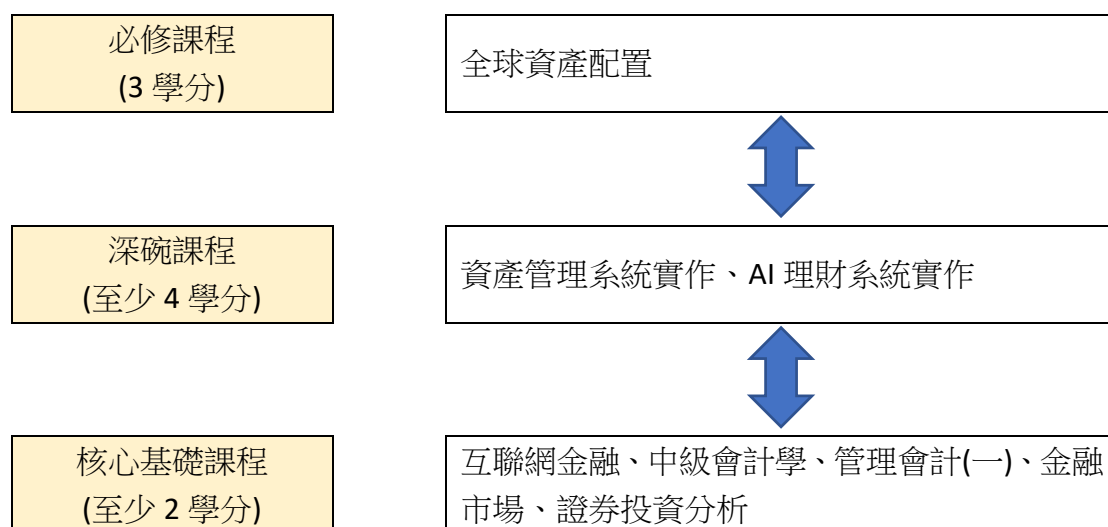 必修課程
(3 學分)
全球資產配置
深碗課程
(至少 4 學分)
資產管理系統實作、AI 理財系統實作
核心基礎課程
(至少 2 學分)
互聯網金融、中級會計學、管理會計(一)、金融
市場、證券投資分析